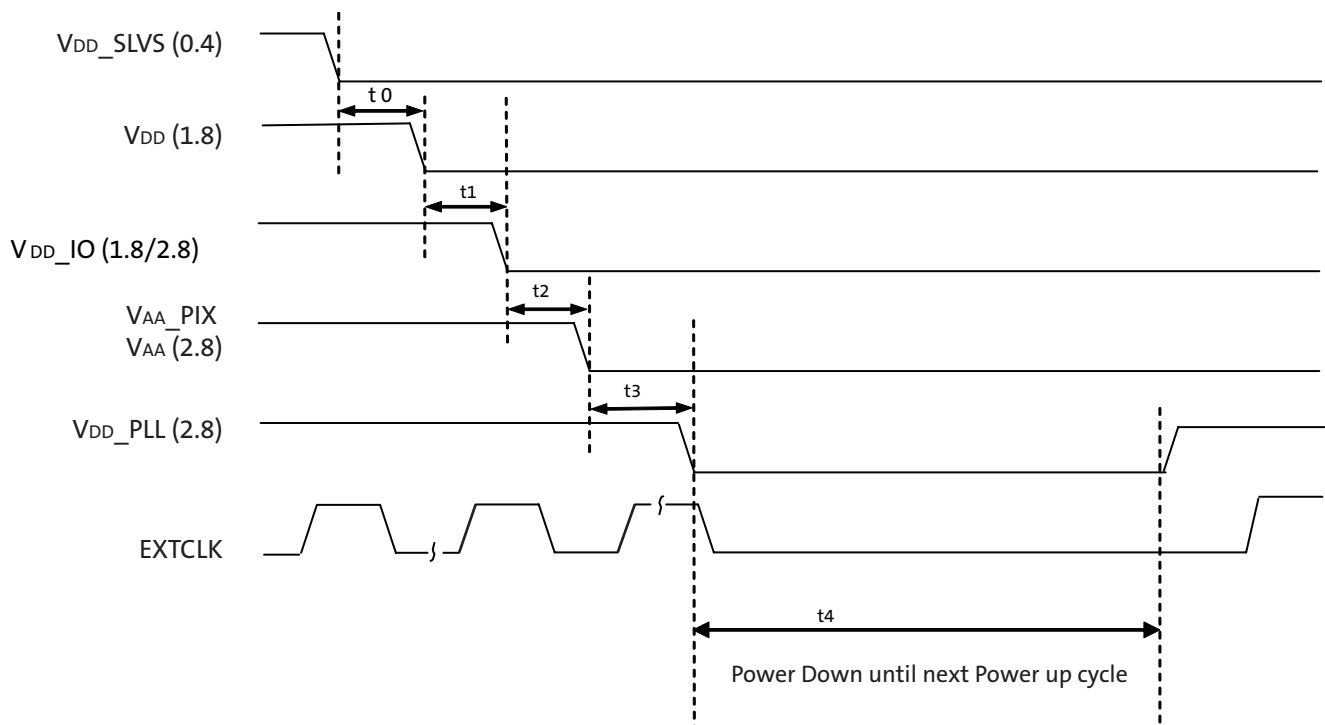 VDD_SLVS (0.4)
t 0
VDD (1.8)
t1
VDD_IO (1.8/2.8)
t2
VAA_PIX
VAA (2.8)
t3
VDD_PLL (2.8)
EXTCLK
t4
Power Down until next Power up cycle